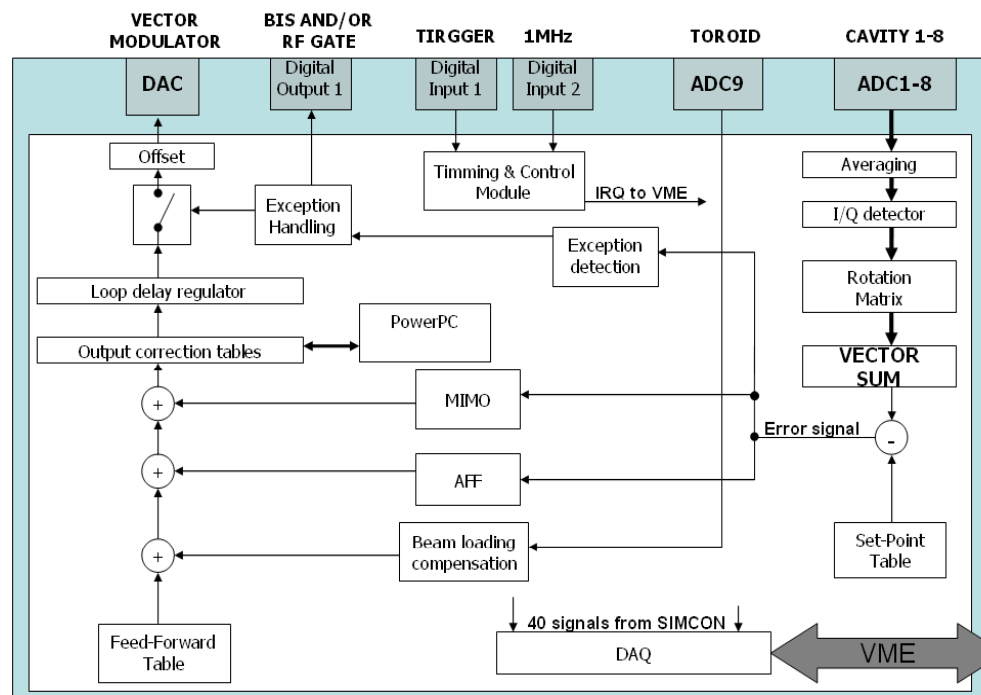 VECTOR
MODULATOR
BIS AND/OR
RF GATE
TIRGGER
1MHz
TOROID
CAVITY 1-8
DAC
Digital
Output 1
Digital
Input 1
Digital
Input 2
ADC9
ADC1-8
Offset
Timming & Control
Module
Averaging
IRQ to VME
I/Q detector
Exception
Handling
Exception
detection
Rotation
Matrix
Loop delay regulator
PowerPC
Output correction tables
VECTOR
SUM
MIMO
+
Error signal
-
AFF
+
Beam loading
compensation
+
Set-Point
Table
Feed-Forward
Table
40 signals from SIMCON
DAQ
VME